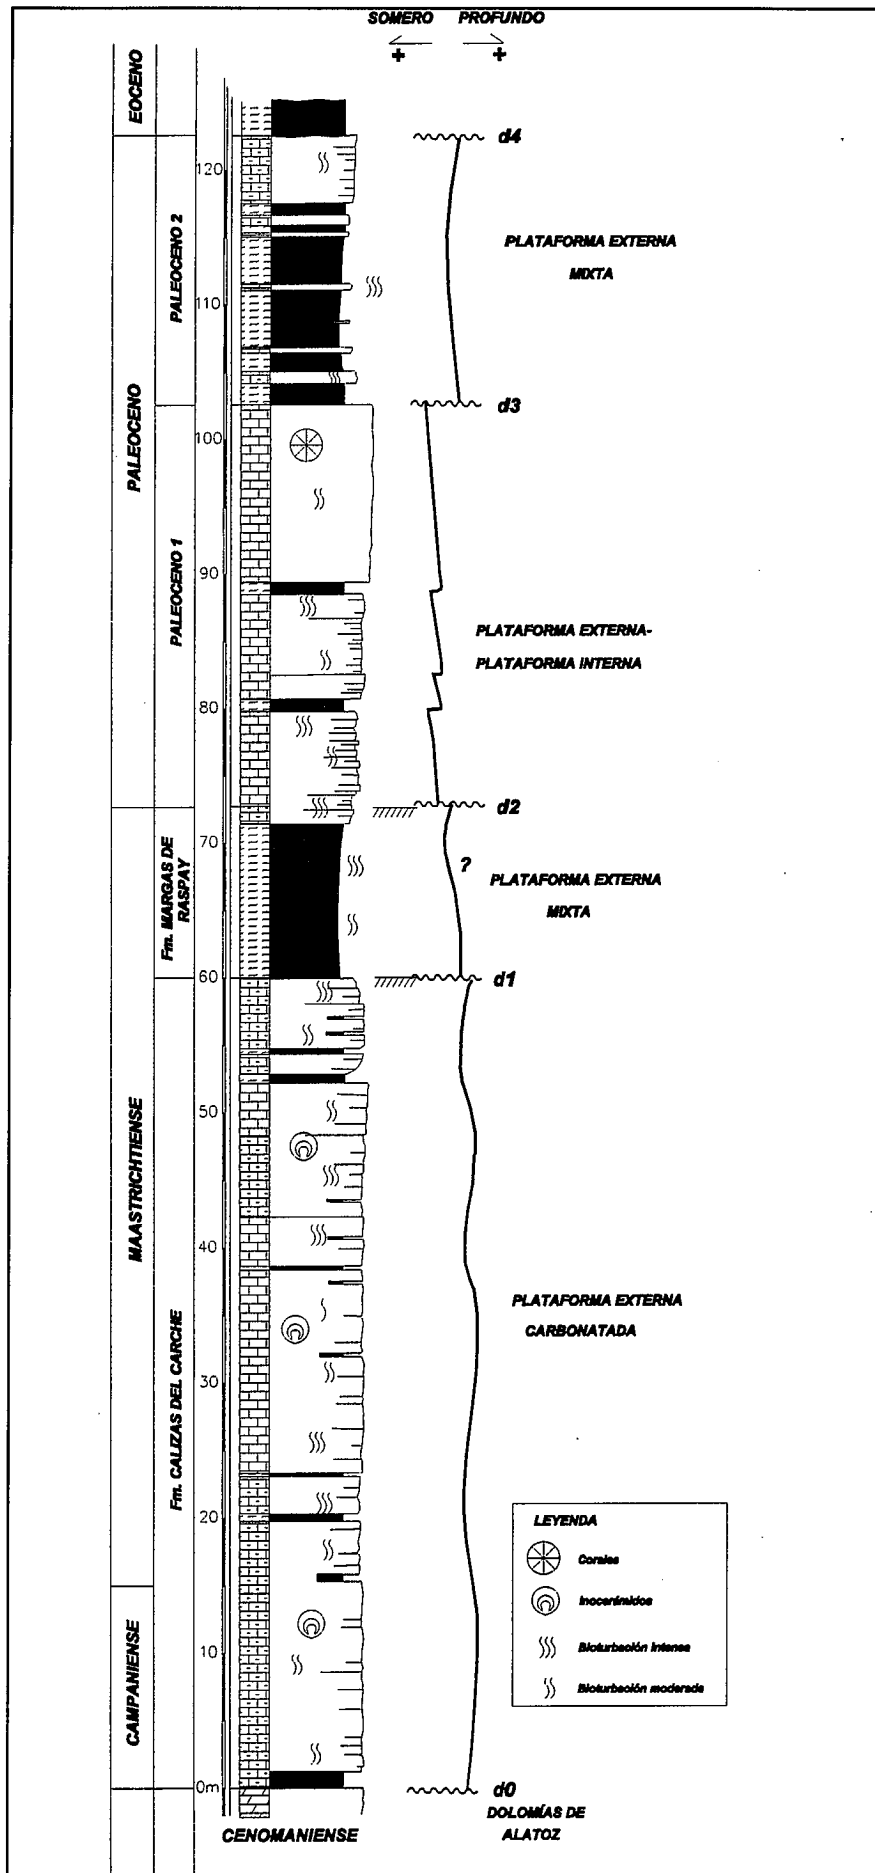 SOMERO PROFUNDO
+ +
EOCENO
d4
120
PLATAFORMA EXTERNA
MIXTA
PALEOCENO 2
110
d3
PALEOCENO
100
PALEOCENO 1
90
PLATAFORMA EXTERNA-
PLATAFORMA INTERNA
80
d2
70
?
Fm. MARGAS DE
RASPAY
PLATAFORMA EXTERNA
MIXTA
60
d1
50
MAASTRICHTIENSE
40
PLATAFORMA EXTERNA
CARBONATADA
Fm. CALIZAS DEL CARCHE
30
20
LEYENDA
Corales
Inocerámidos
Bioturbación intensa
Bioturbación moderada
10
CAMPANIENSE
0m
d0
DOLOMÍAS DE
ALATOZ
CENOMANIENSE